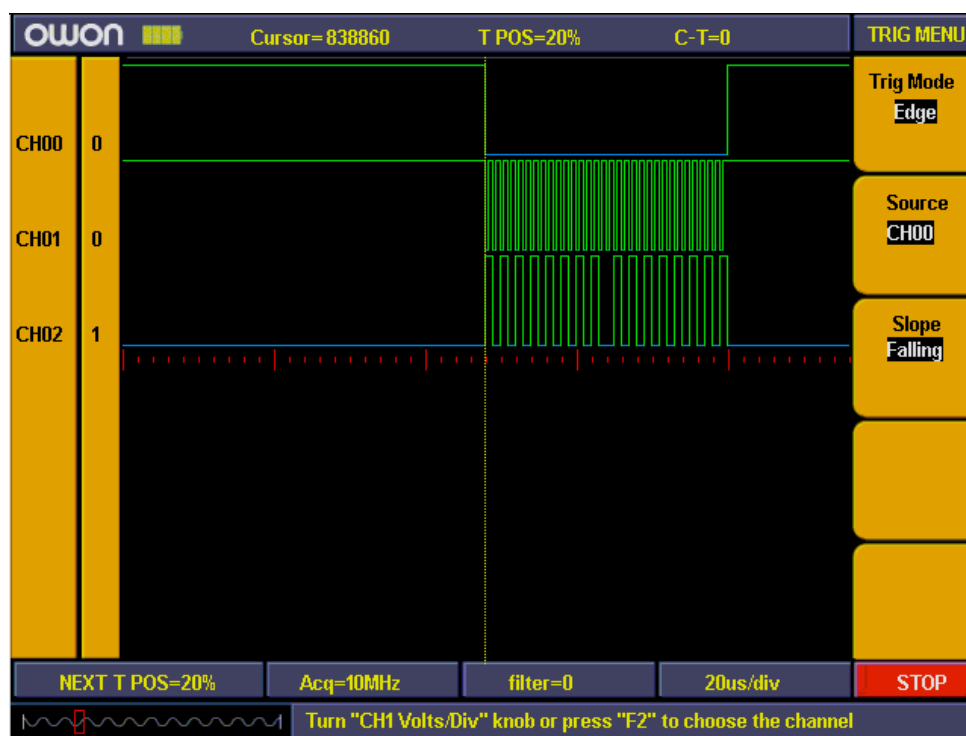 owon Cursor=838860 T POS=20% C-T=0 TRIG MENU
Trig Mode
Edge
CH00 0
Source
CH00
CH01 0
Slope
Falling
CH02 1
NEXT T POS=20% Acq=10MHz filter=0 20us/div STOP
Turn "CH1 Volts/Div" knob or press "F2" to choose the channel